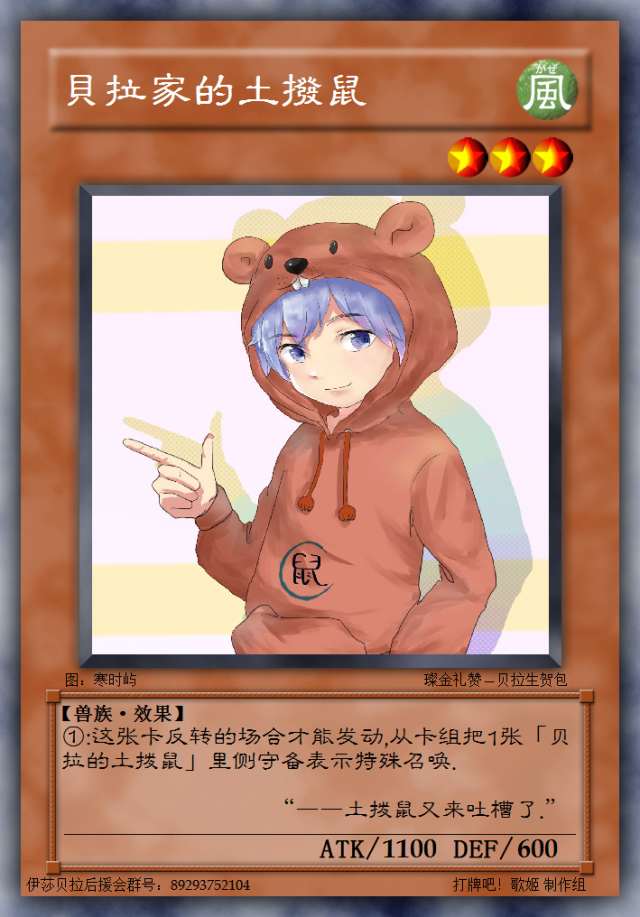 貝拉家的土撥鼠
がぜ
風
鼠
图：寒时屿
璨金礼赞－贝拉生贺包
【兽族·效果】
①:这张卡反转的场合才能发动,从卡组把1张「贝
拉的土拨鼠」里侧守备表示特殊召唤.
“——土拨鼠又来吐槽了.”
ATK/1100 DEF/600
伊莎贝拉后援会群号：89293752104
打牌吧！歌姬 制作组